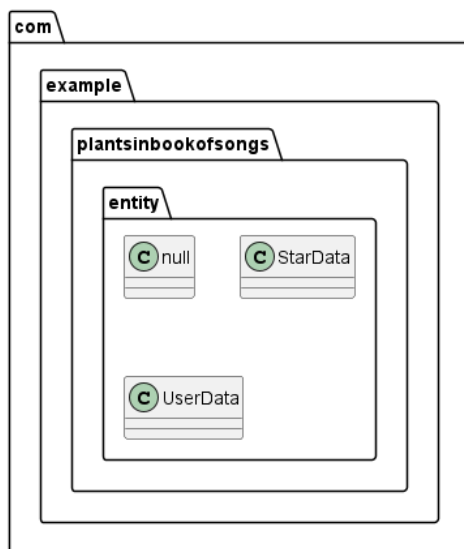 com
example
plantsinbookofsongs
entity
C null
C StarData
C UserData